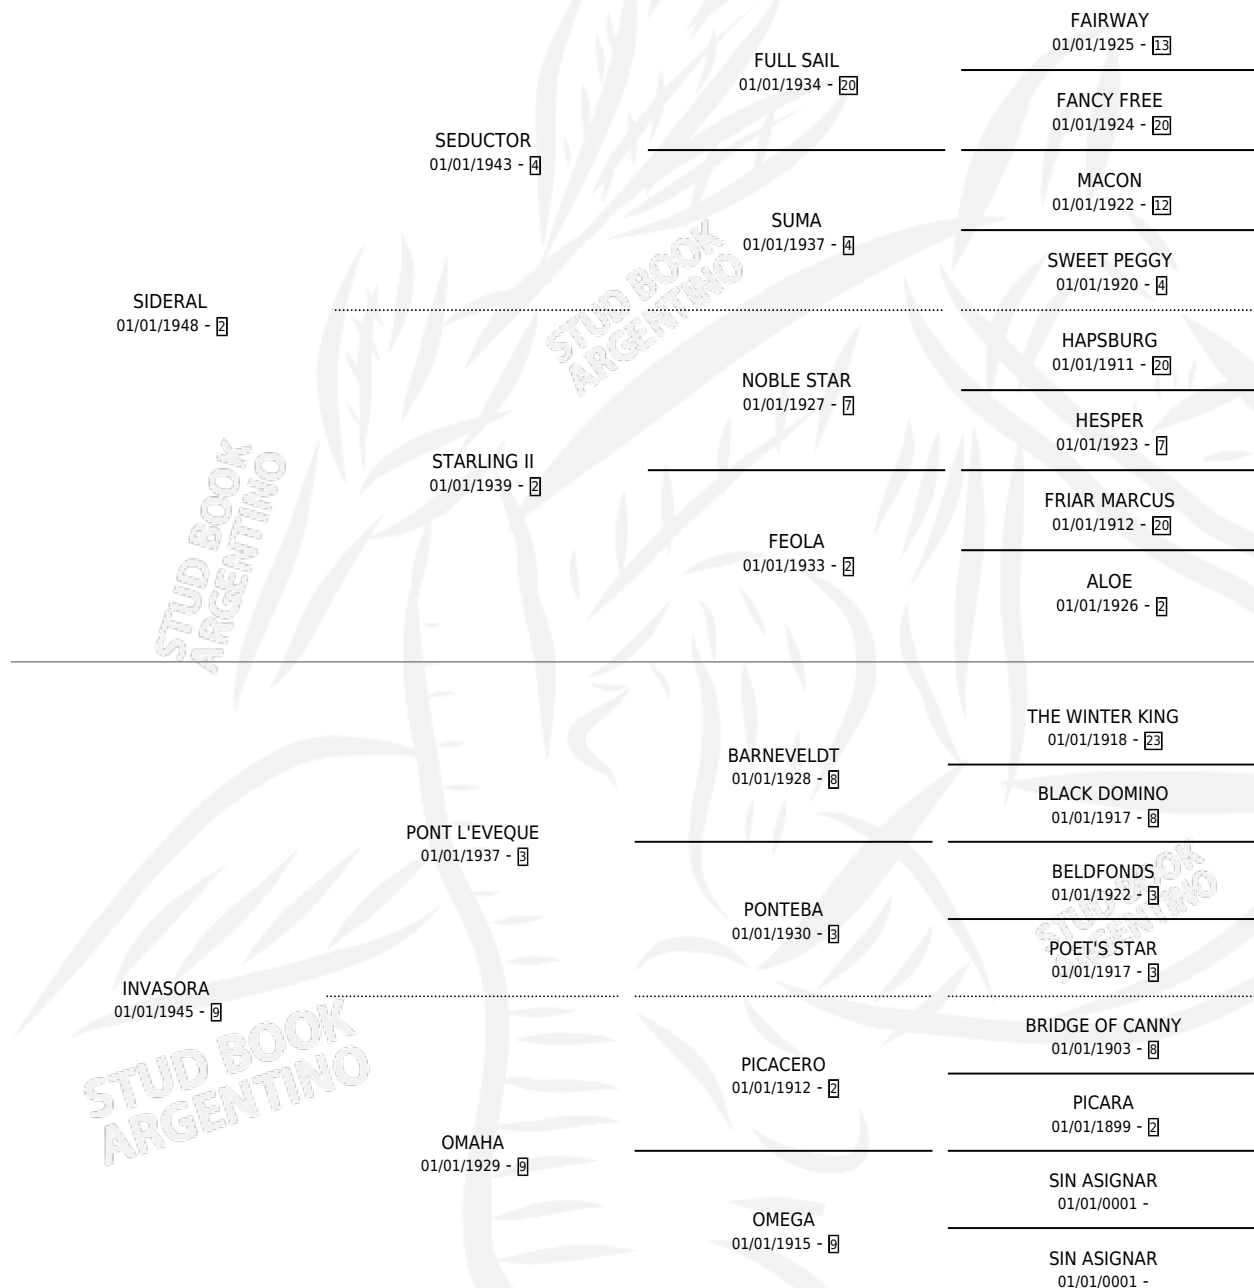 FAIRWAY
01/01/1925 - 13
FULL SAIL
01/01/1934 - 20
FANCY FREE
01/01/1924 - 20
SEDUCTOR
01/01/1943 - 4
MACON
01/01/1922 - 12
SUMA
01/01/1937 - 4
SWEET PEGGY
01/01/1920 - 4
SIDERAL
01/01/1948 - 2
HAPSBURG
01/01/1911 - 20
NOBLE STAR
01/01/1927 - 7
HESPER
01/01/1923 - 7
STARLING II
01/01/1939 - 2
FRIAR MARCUS
01/01/1912 - 20
FEOLA
01/01/1933 - 2
ALOE
01/01/1926 - 2
THE WINTER KING
01/01/1918 - 23
BARNEVELDT
01/01/1928 - 8
BLACK DOMINO
01/01/1917 - 8
PONT L'EVEQUE
01/01/1937 - 3
BELDFONDS
01/01/1922 - 3
PONTEBA
01/01/1930 - 3
POET'S STAR
01/01/1917 - 3
INVASORA
01/01/1945 - 9
BRIDGE OF CANNY
01/01/1903 - 8
PICACERO
01/01/1912 - 2
PICARA
01/01/1899 - 2
OMAHA
01/01/1929 - 9
SIN ASIGNAR
01/01/0001 -
OMEGA
01/01/1915 - 9
SIN ASIGNAR
01/01/0001 -
STUD BOOK
ARGENTINO
STUD BOOK
ARGENTINO
STUD BOOK
ARGENTINO
STUD BOOK
ARGENTINO